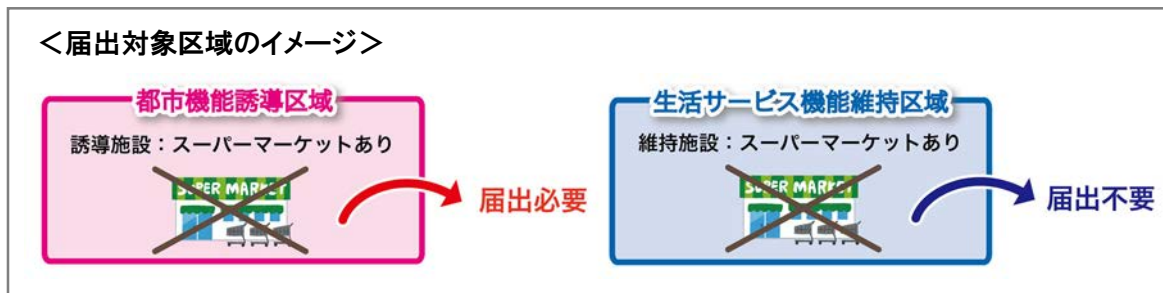 ＜届出対象区域のイメージ＞
都市機能誘導区域
誘導施設：スーパーマーケットあり
SUPER MARKET
届出必要
生活サービス機能維持区域
維持施設：スーパーマーケットあり
SUPER MARKET
届出不要